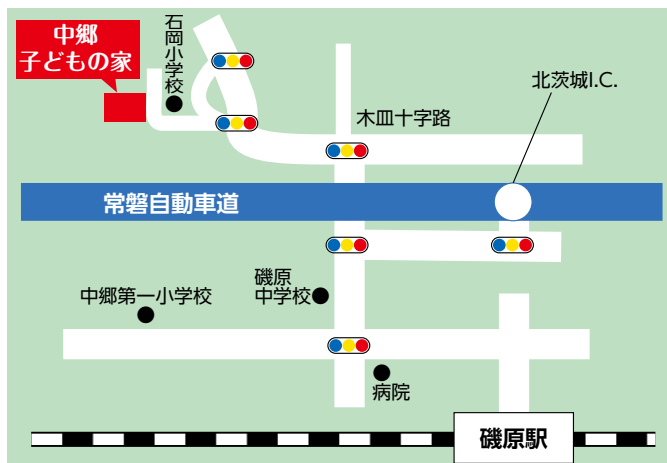 中郷
子どもの家
石岡小学校
木皿十字路
北茨城I.C.
常磐自動車道
磯原
中学校
中郷第一小学校
病院
磯原駅